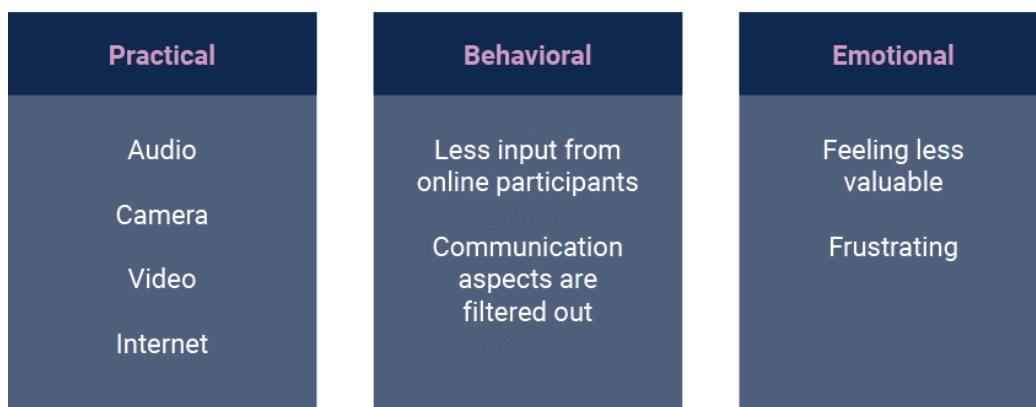 Practical
Audio
Camera
Video
Internet
Behavioral
Less input from
online participants
Communication
aspects are
filtered out
Emotional
Feeling less
valuable
Frustrating